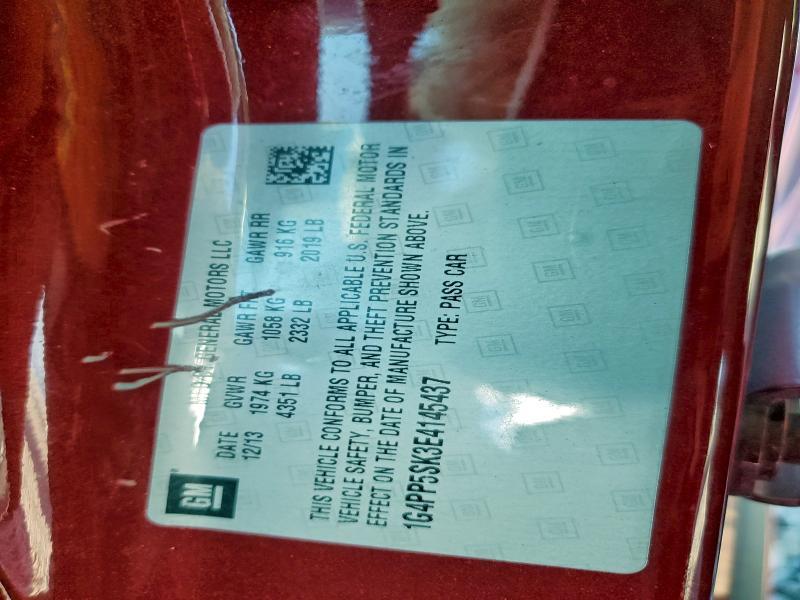 GM
GENERAL MOTORS LLC
DATE GVWR GAWR FRT GAWR RR
12/13 1974 KG 1058 KG 916 KG
4351 LB 2332 LB 2019 LB
THIS VEHICLE CONFORMS TO ALL APPLICABLE U.S. FEDERAL MOTOR
VEHICLE SAFETY, BUMPER, AND THEFT PREVENTION STANDARDS IN
EFFECT ON THE DATE OF MANUFACTURE SHOWN ABOVE.
1G4PP5SK3E4145437 TYPE: PASS CAR